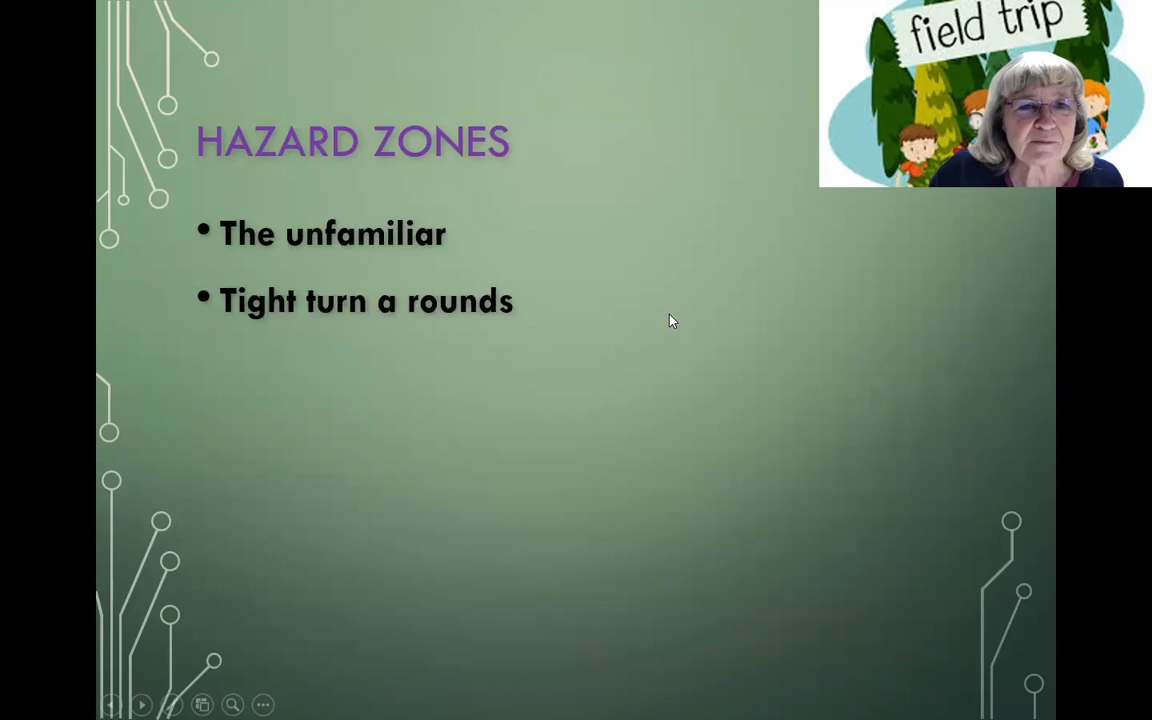 field trip
HAZARD ZONES
• The unfamiliar
• Tight turn a rounds